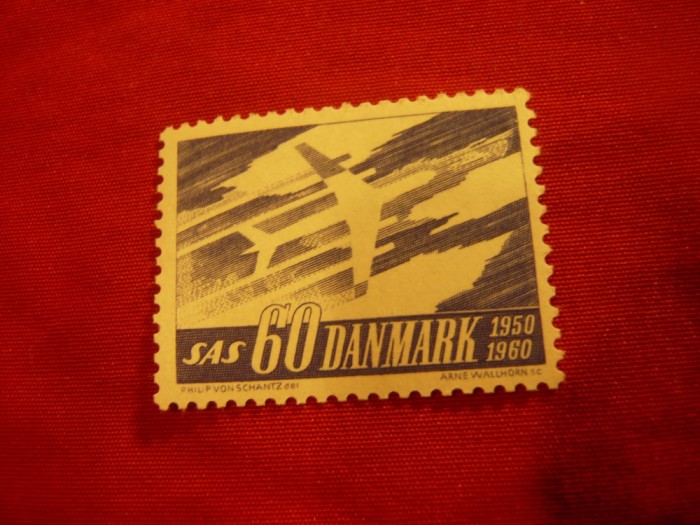 SAS 60 DANMARK 1950
1960
PHILIP VON SCHANTZ del ARNE WALLHORN. SC